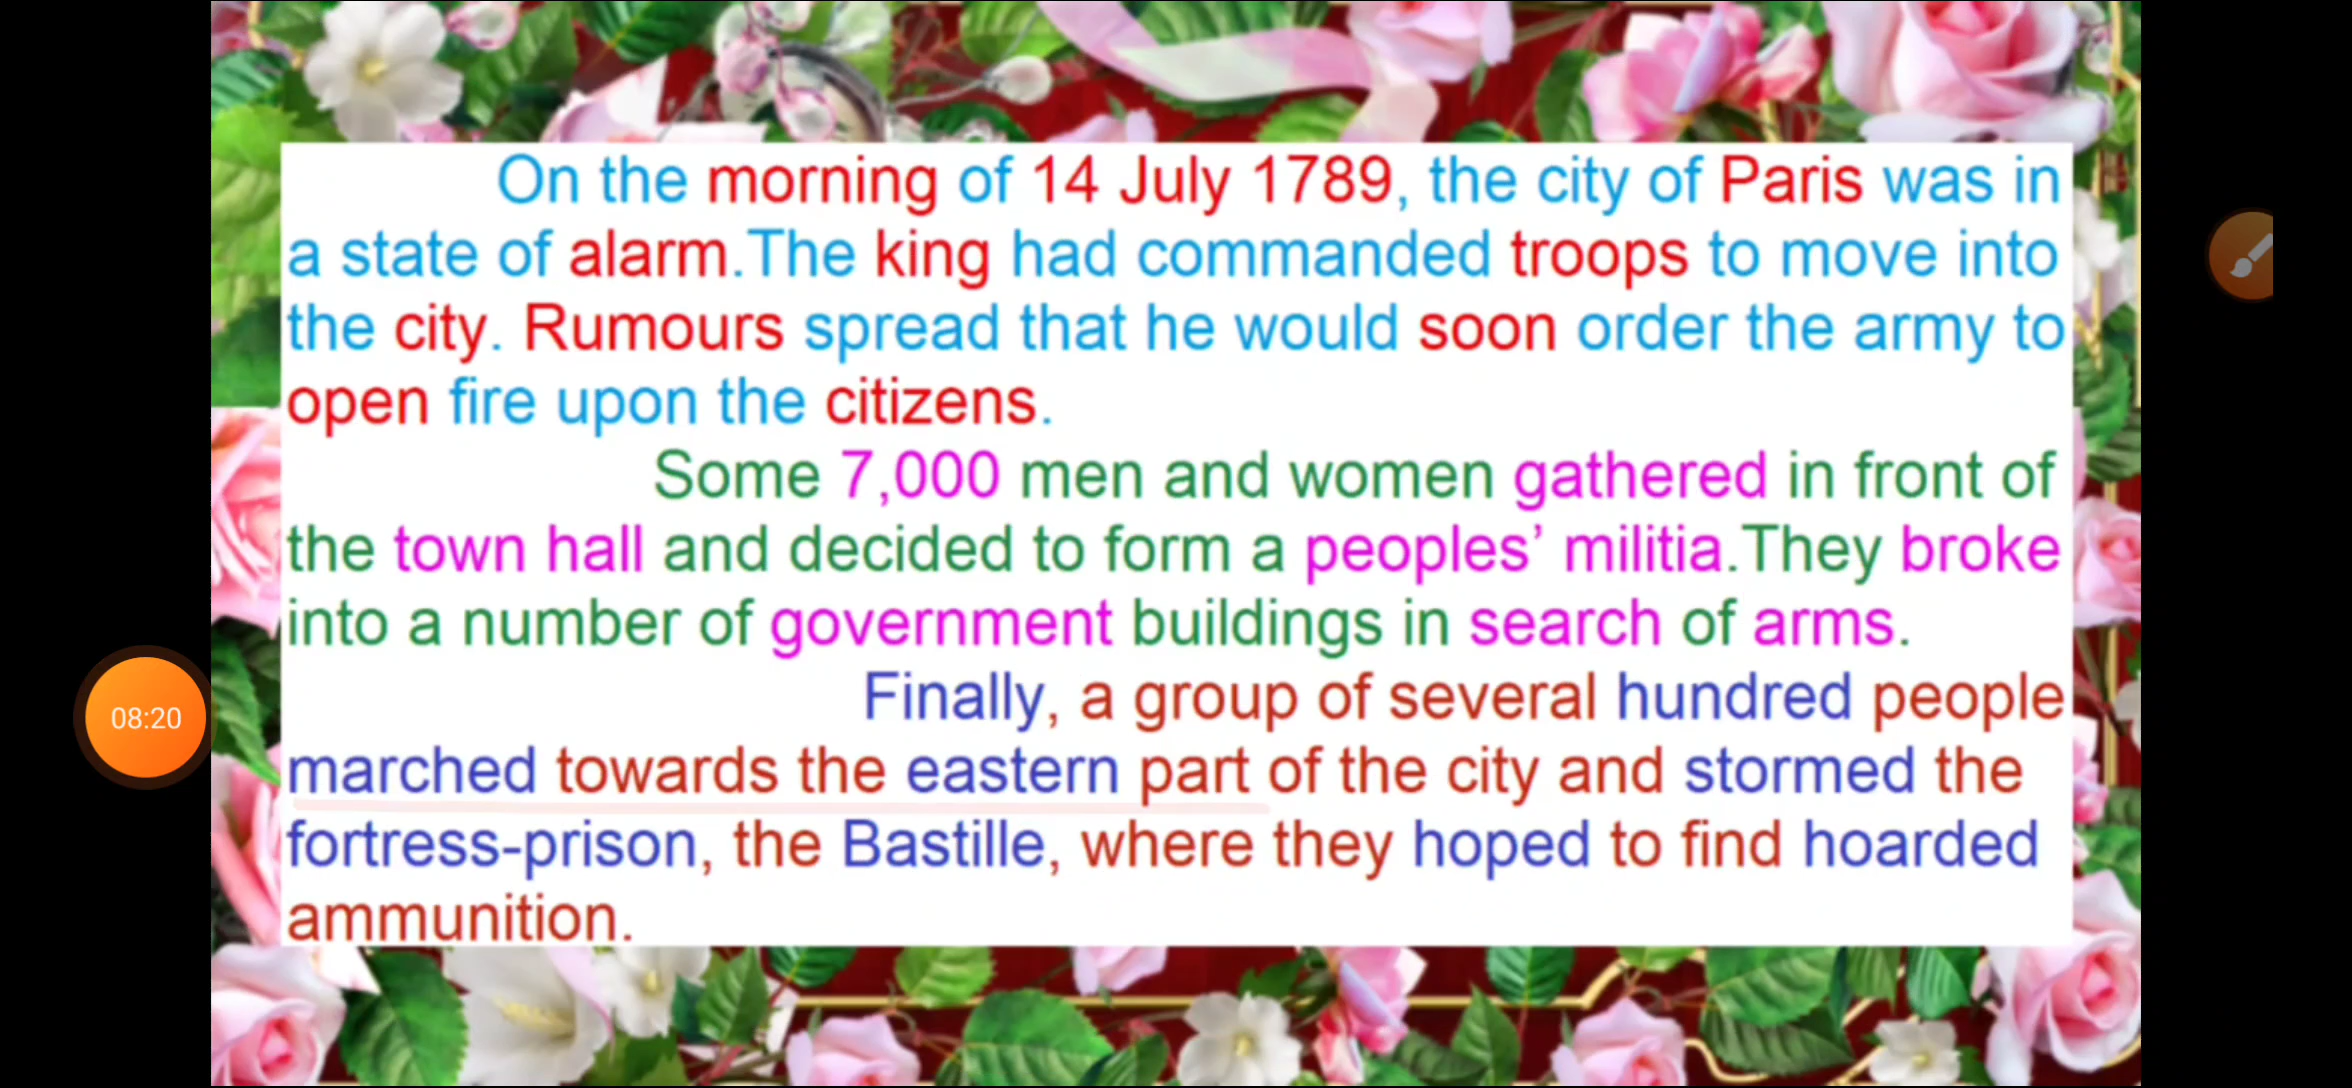 On the morning of 14 July 1789, the city of Paris was in
a state of alarm.The king had commanded troops to move into
the city. Rumours spread that he would soon order the army to
open fire upon the citizens.
Some 7,000 men and women gathered in front of
the town hall and decided to form a peoples’ militia.They broke
into a number of government buildings in search of arms.
Finally, a group of several hundred people
marched towards the eastern part of the city and stormed the
fortress-prison, the Bastille, where they hoped to find hoarded
ammunition.
08:20